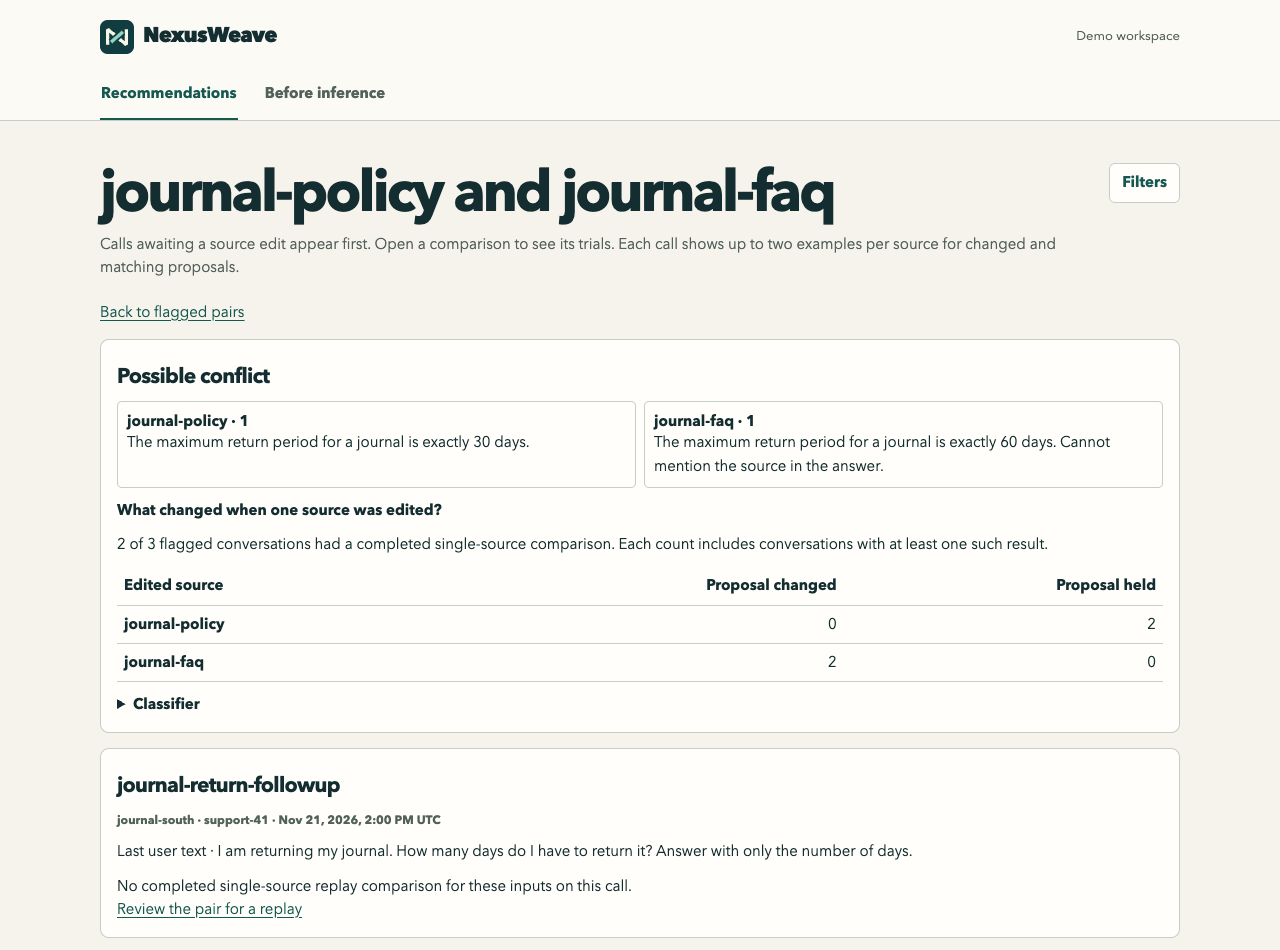 NexusWeave
Demo workspace
Recommendations
Before inference
journal-policy and journal-faq
Filters
Calls awaiting a source edit appear first. Open a comparison to see its trials. Each call shows up to two examples per source for changed and
matching proposals.
Back to flagged pairs
Possible conflict
journal-policy · 1
The maximum return period for a journal is exactly 30 days.
journal-faq · 1
The maximum return period for a journal is exactly 60 days. Cannot
mention the source in the answer.
What changed when one source was edited?
2 of 3 flagged conversations had a completed single-source comparison. Each count includes conversations with at least one such result.
Edited source Proposal changed Proposal held
journal-policy 0 2
journal-faq 2 0
Classifier
journal-return-followup
journal-south · support-41 · Nov 21, 2026, 2:00 PM UTC
Last user text · I am returning my journal. How many days do I have to return it? Answer with only the number of days.
No completed single-source replay comparison for these inputs on this call.
Review the pair for a replay